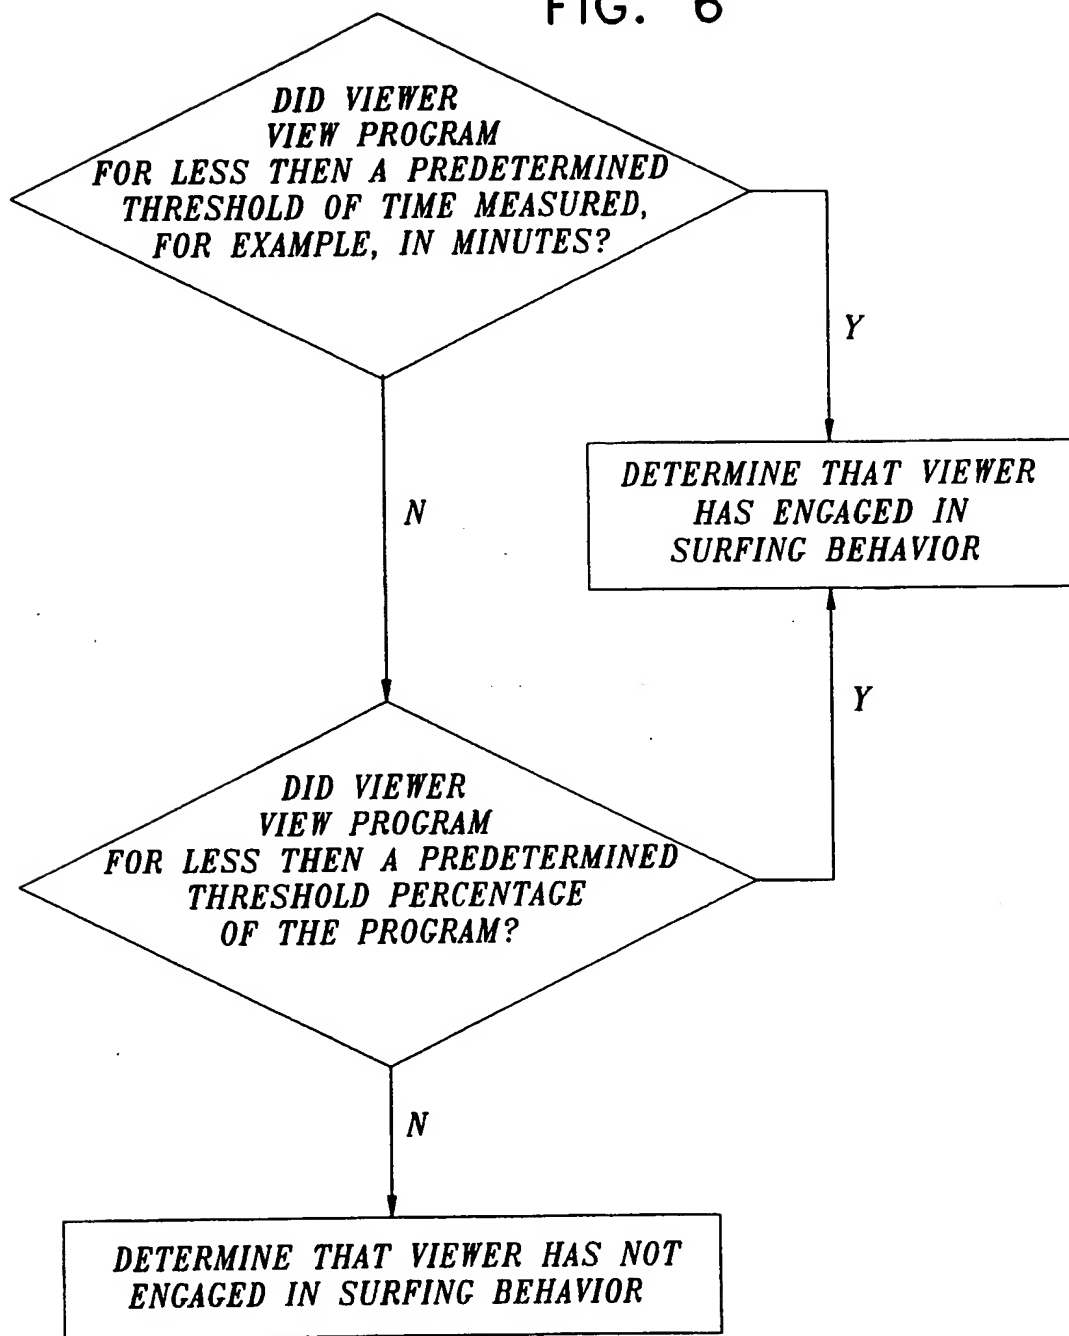 FIG. 6
DID VIEWER
VIEW PROGRAM
FOR LESS THEN A PREDETERMINED
THRESHOLD OF TIME MEASURED,
FOR EXAMPLE, IN MINUTES?
Y
DETERMINE THAT VIEWER
HAS ENGAGED IN
SURFING BEHAVIOR
N
Y
DID VIEWER
VIEW PROGRAM
FOR LESS THEN A PREDETERMINED
THRESHOLD PERCENTAGE
OF THE PROGRAM?
N
DETERMINE THAT VIEWER HAS NOT
ENGAGED IN SURFING BEHAVIOR